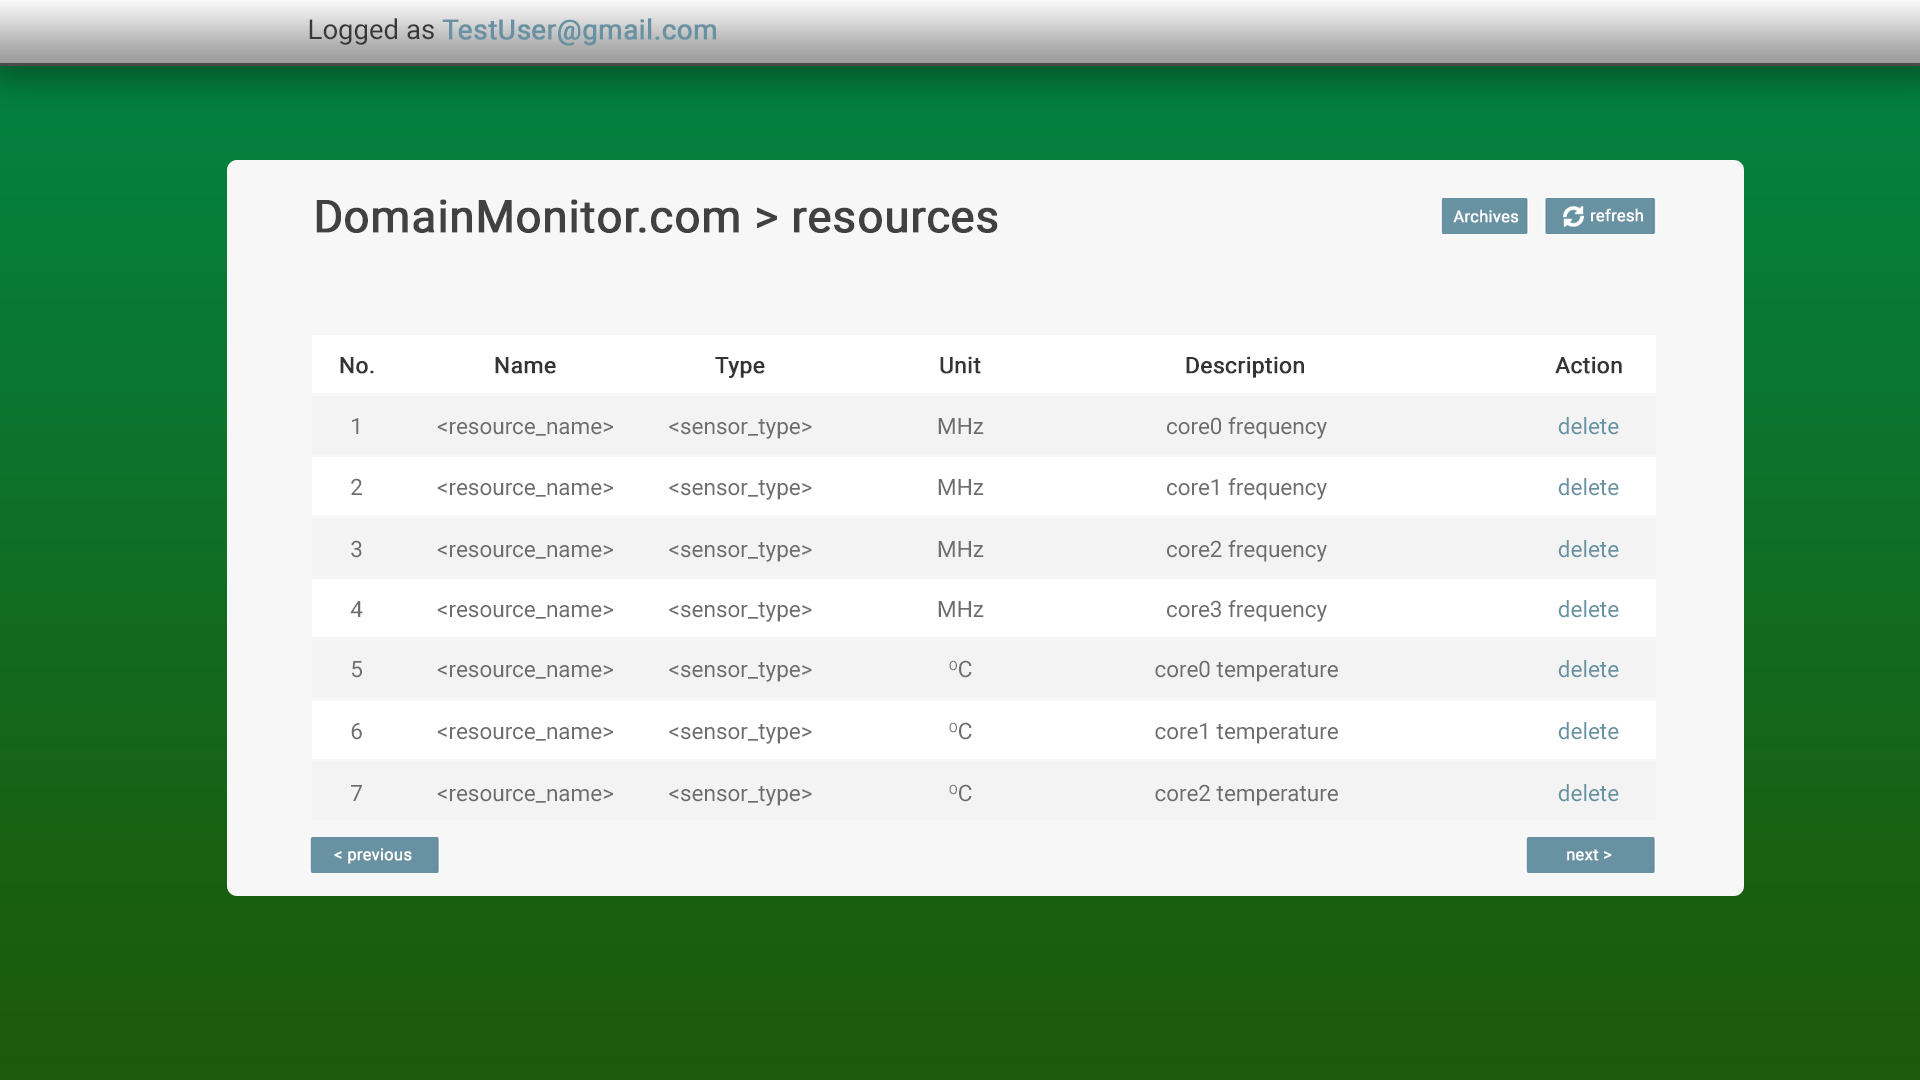 Logged as TestUser@gmail.com
DomainMonitor.com > resources
Archives
refresh
No. Name Type Unit Description Action
1 <resource_name> <sensor_type> MHz core0 frequency delete
2 <resource_name> <sensor_type> MHz core1 frequency delete
3 <resource_name> <sensor_type> MHz core2 frequency delete
4 <resource_name> <sensor_type> MHz core3 frequency delete
5 <resource_name> <sensor_type> ⁰C core0 temperature delete
6 <resource_name> <sensor_type> ⁰C core1 temperature delete
7 <resource_name> <sensor_type> ⁰C core2 temperature delete
< previous
next >